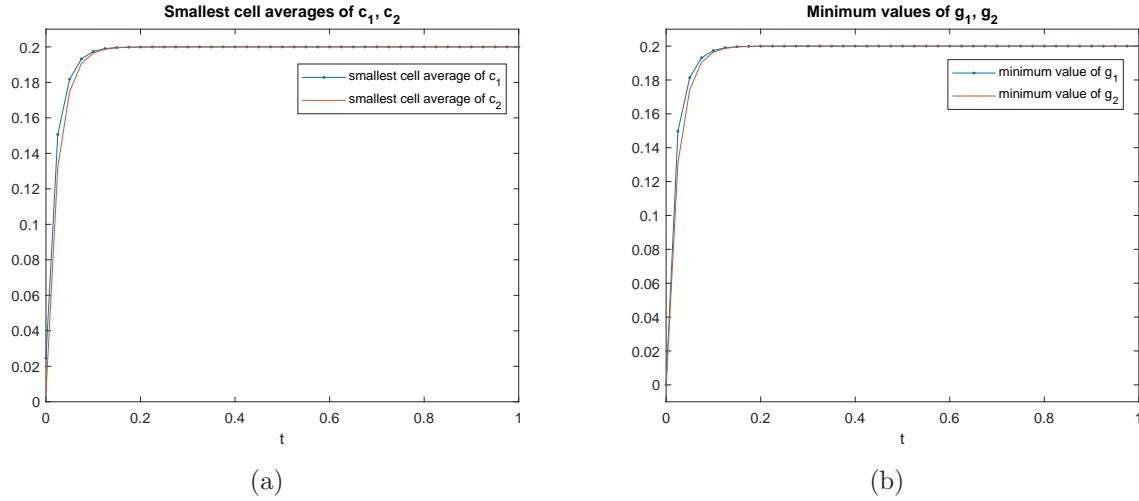 Smallest cell averages of c₁, c₂
0.2
0.18
0.16
0.14
0.12
0.1
0.08
0.06
0.04
0.02
0
smallest cell average of c₁
smallest cell average of c₂
0 0.2 0.4 0.6 0.8 1
t
(a)
Minimum values of g₁, g₂
0.2
0.18
0.16
0.14
0.12
0.1
0.08
0.06
0.04
0.02
0
minimum value of g₁
minimum value of g₂
0 0.2 0.4 0.6 0.8 1
t
(b)